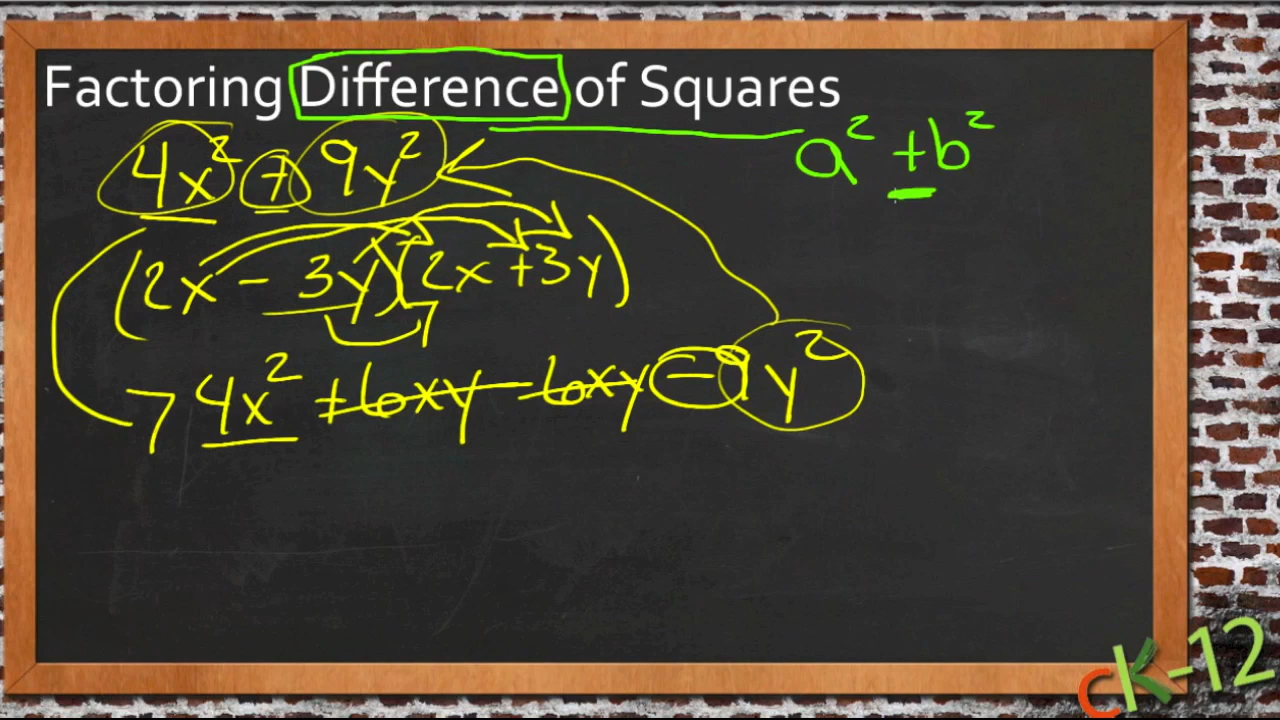 Factoring Difference of Squares
a² + b²
4x² + 9y²
(2x - 3y)(2x + 3y)
4x² + 6xy - 6xy - 9y²
CK-12